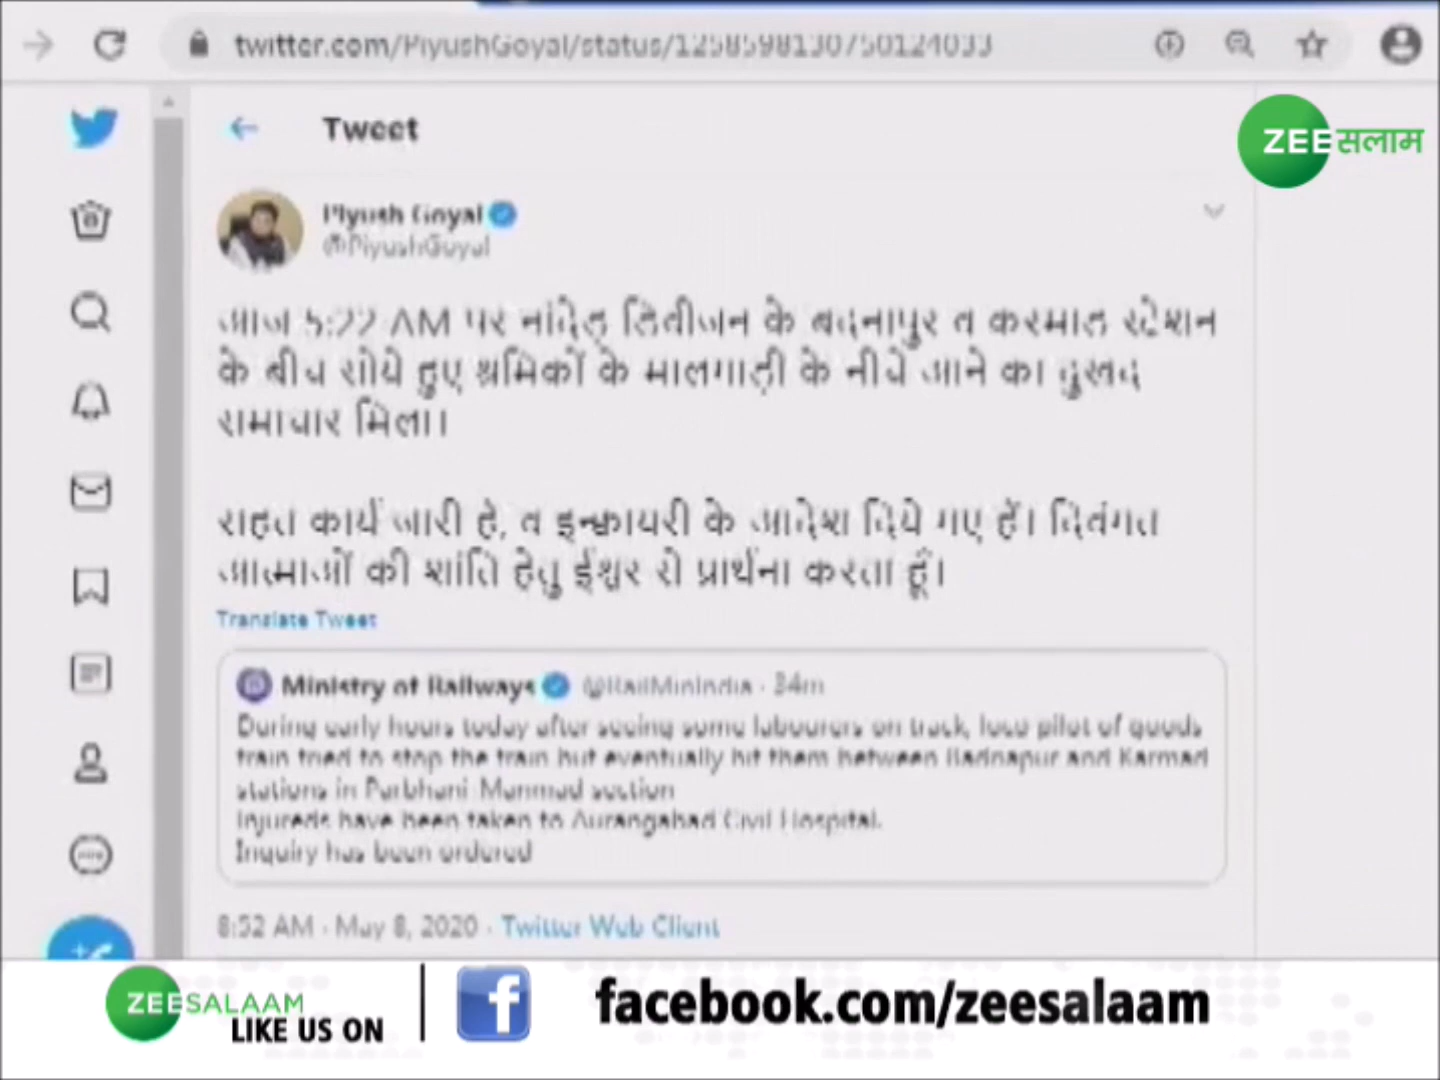 twitter.com/PiyushGoyal/status/1258598130750124033
Tweet
ZEE सलाम
Piyush Goyal
@PiyushGoyal
आज 5:22 AM पर नांदेड़ डिवीजन के बदनापुर व करमाड स्टेशन
के बीच सोये हुए श्रमिकों के मालगाड़ी के नीचे आने का दुखद
समाचार मिला।
राहत कार्य जारी है, व इन्क्वायरी के आदेश दिये गए हैं। दिवंगत
आत्माओं की शांति हेतु ईश्वर से प्रार्थना करता हूँ।
Translate Tweet
Ministry of Railways @RailMinIndia · 34m
During early hours today after seeing some labourers on track, loco pilot of goods
train tried to stop the train but eventually hit them between Badnapur and Karmad
stations in Parbhani-Manmad section
Injureds have been taken to Aurangabad Civil Hospital.
Inquiry has been ordered
8:52 AM · May 8, 2020 · Twitter Web Client
ZEE SALAAM
LIKE US ON
f
facebook.com/zeesalaam